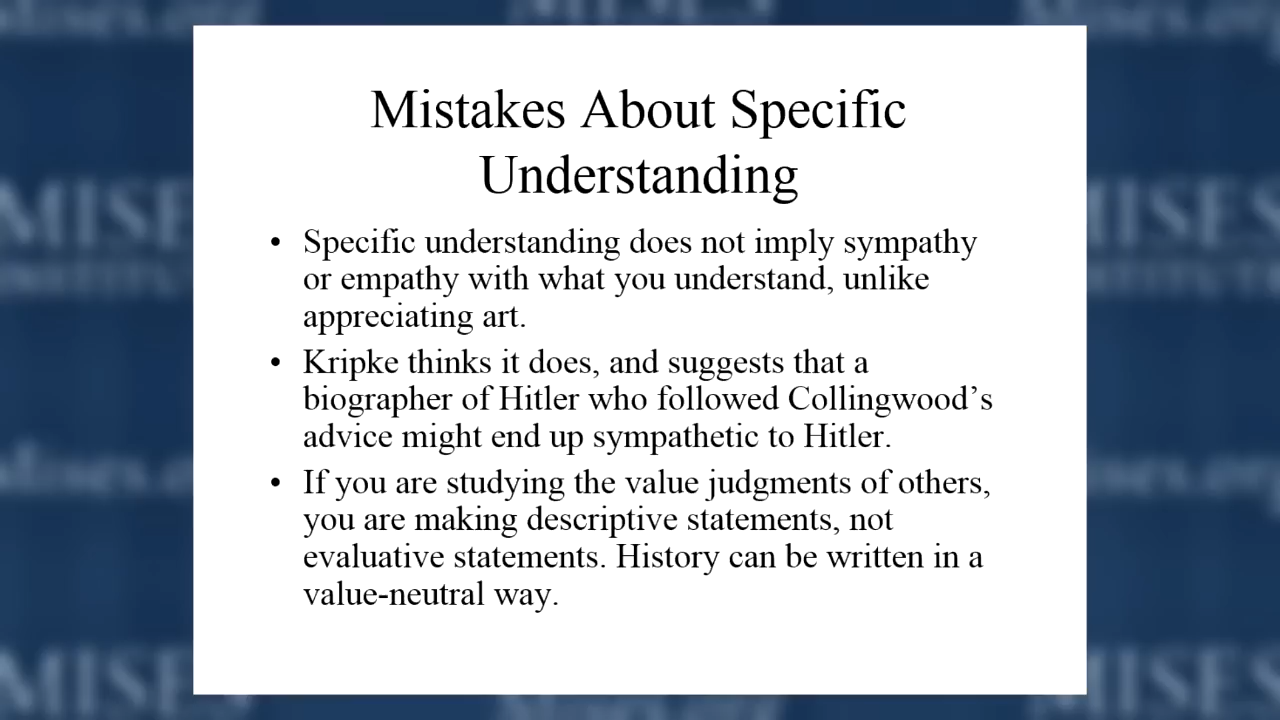 Mistakes About Specific
Understanding
• Specific understanding does not imply sympathy
or empathy with what you understand, unlike
appreciating art.
• Kripke thinks it does, and suggests that a
biographer of Hitler who followed Collingwood’s
advice might end up sympathetic to Hitler.
• If you are studying the value judgments of others,
you are making descriptive statements, not
evaluative statements. History can be written in a
value-neutral way.